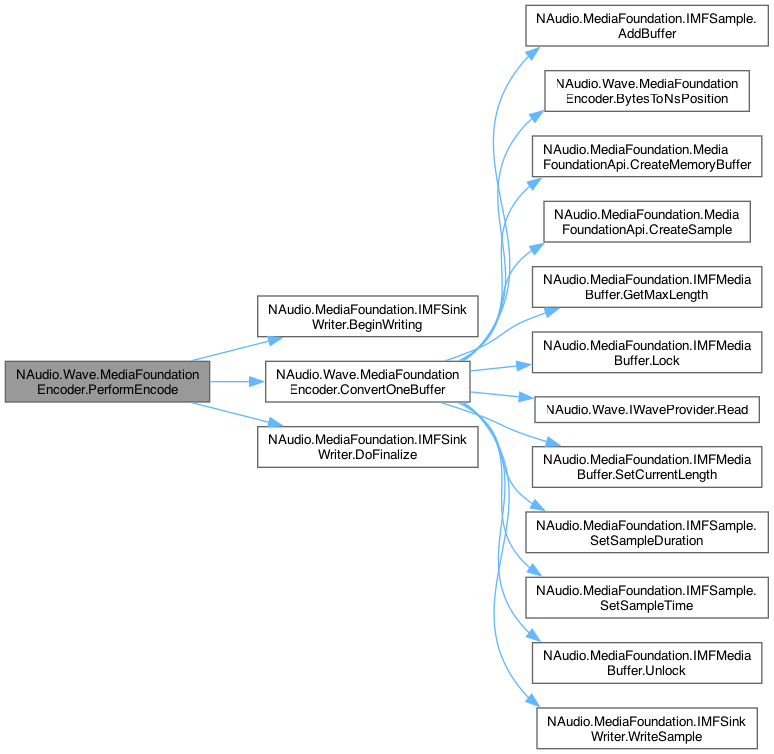 NAudio.MediaFoundation.IMFSample.
AddBuffer
NAudio.Wave.MediaFoundation
Encoder.BytesToNsPosition
NAudio.MediaFoundation.Media
FoundationApi.CreateMemoryBuffer
NAudio.MediaFoundation.Media
FoundationApi.CreateSample
NAudio.MediaFoundation.IMFMedia
Buffer.GetMaxLength
NAudio.MediaFoundation.IMFSink
Writer.BeginWriting
NAudio.MediaFoundation.IMFMedia
Buffer.Lock
NAudio.Wave.MediaFoundation
Encoder.PerformEncode
NAudio.Wave.MediaFoundation
Encoder.ConvertOneBuffer
NAudio.Wave.IWaveProvider.Read
NAudio.MediaFoundation.IMFSink
Writer.DoFinalize
NAudio.MediaFoundation.IMFMedia
Buffer.SetCurrentLength
NAudio.MediaFoundation.IMFSample.
SetSampleDuration
NAudio.MediaFoundation.IMFSample.
SetSampleTime
NAudio.MediaFoundation.IMFMedia
Buffer.Unlock
NAudio.MediaFoundation.IMFSink
Writer.WriteSample